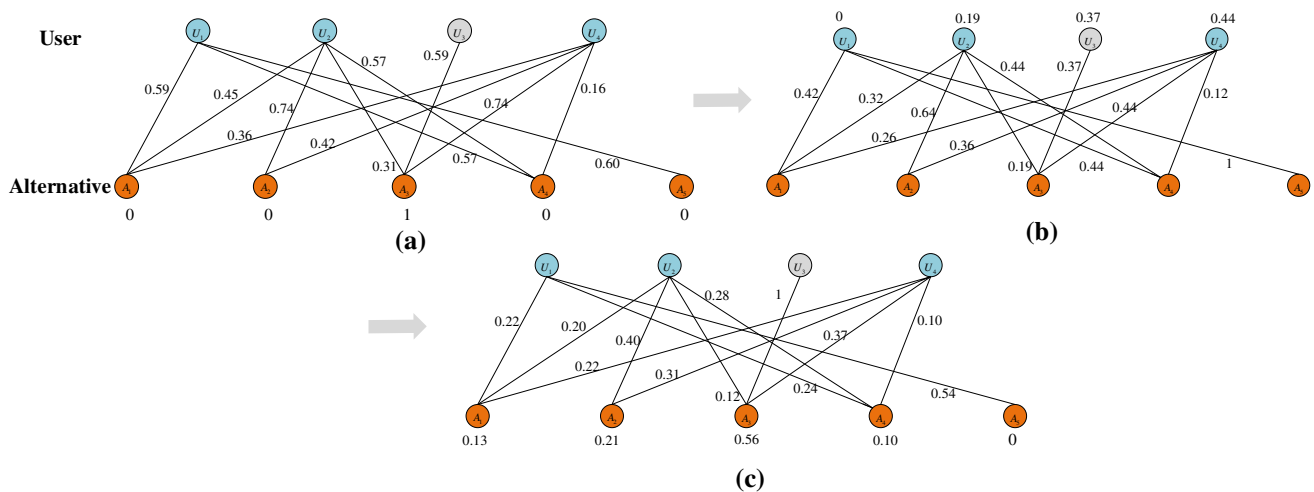 U1 U2 U3 U4
User
0.59 0.45 0.74 0.57 0.59 0.74 0.16
0.36 0.42 0.31 0.57 0.60
Alternative
A1 A2 A3 A4 A5
0 0 1 0 0
(a)
0 0.19 0.37 0.44
U1 U2 U3 U4
0.42 0.32 0.64 0.44 0.37 0.44 0.12
0.26 0.36 0.19 0.44 1
A1 A2 A3 A4 A5
(b)
U1 U2 U3 U4
0.22 0.20 0.40 0.28 1 0.37 0.10
0.22 0.31 0.12 0.24 0.54
A1 A2 A3 A4 A5
0.13 0.21 0.56 0.10 0
(c)